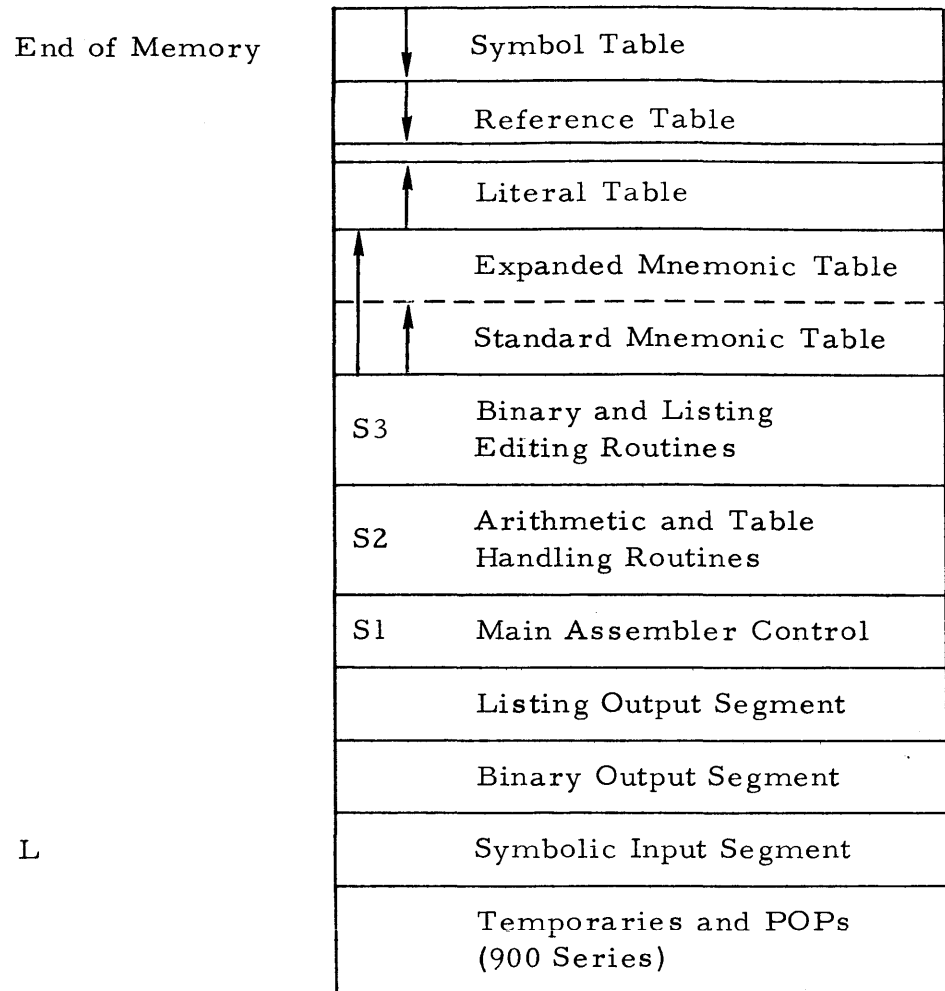 End of Memory
Symbol Table
Reference Table
Literal Table
Expanded Mnemonic Table
Standard Mnemonic Table
S3
Binary and Listing
Editing Routines
S2
Arithmetic and Table
Handling Routines
S1
Main Assembler Control
Listing Output Segment
Binary Output Segment
L
Symbolic Input Segment
Temporaries and POPs
(900 Series)